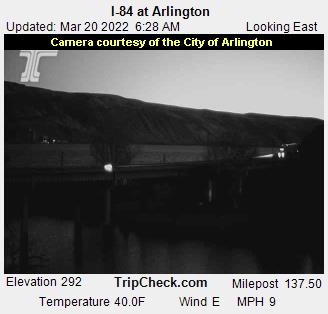 I-84 at Arlington
Updated: Mar 20 2022 6:28 AM Looking East
Camera courtesy of the City of Arlington
Elevation 292 TripCheck.com Milepost 137.50
Temperature 40.0F Wind E MPH 9